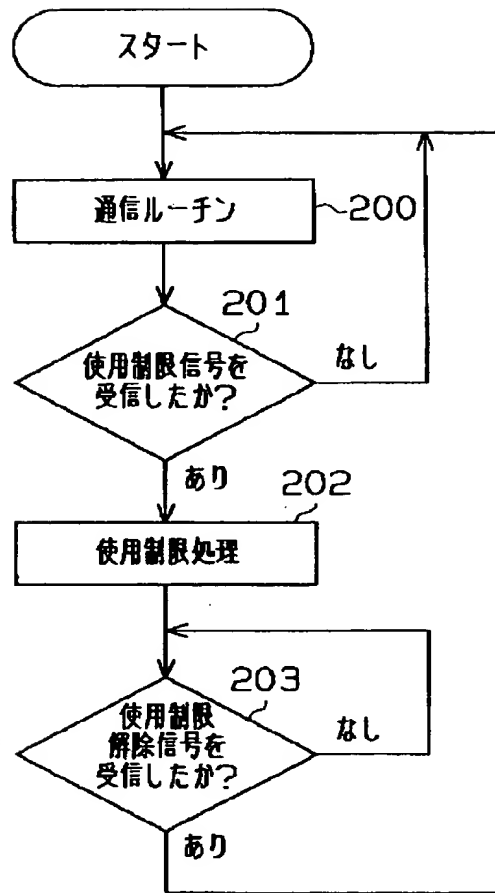 スタート
通信ルーチン
200
201
使用制限信号を
受信したか?
なし
あり
202
使用制限処理
203
使用制限
解除信号を
受信したか?
なし
あり